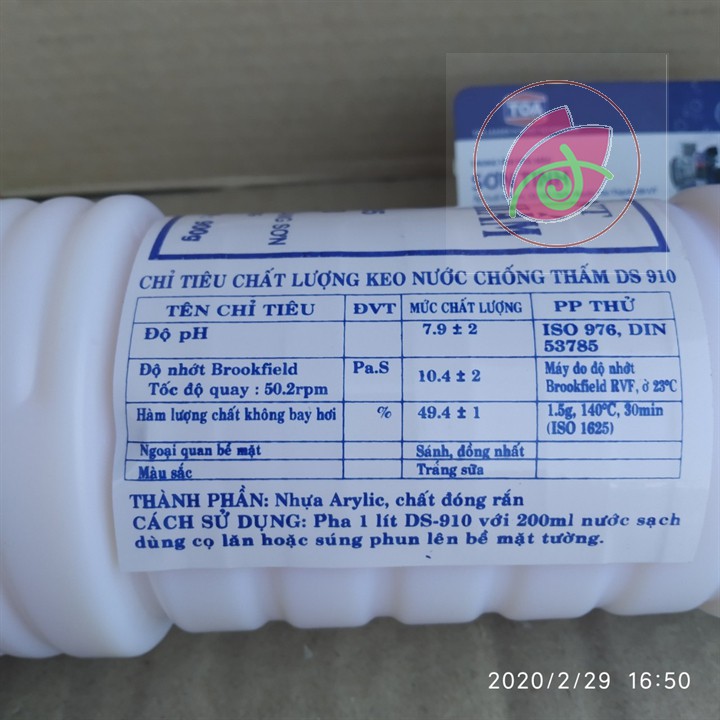 TOA
900g
CHỈ TIÊU CHẤT LƯỢNG KEO NƯỚC CHỐNG THẤM DS 910
TÊN CHỈ TIÊU ĐVT MỨC CHẤT LƯỢNG PP THỬ
Độ pH 7.9 ± 2 ISO 976, DIN
53785
Độ nhớt Brookfield Pa.S 10.4 ± 2 Máy đo độ nhớt
Tốc độ quay : 50.2rpm Brookfield RVF, ở 23°C
Hàm lượng chất không bay hơi % 49.4 ± 1 1.5g, 140°C, 30min
(ISO 1625)
Ngoại quan bề mặt Sánh, đồng nhất
Màu sắc Trắng sữa
THÀNH PHẦN: Nhựa Arylic, chất đóng rắn
CÁCH SỬ DỤNG: Pha 1 lít DS-910 với 200ml nước sạch
dùng cọ lăn hoặc súng phun lên bề mặt tường.
2020/2/29 16:50